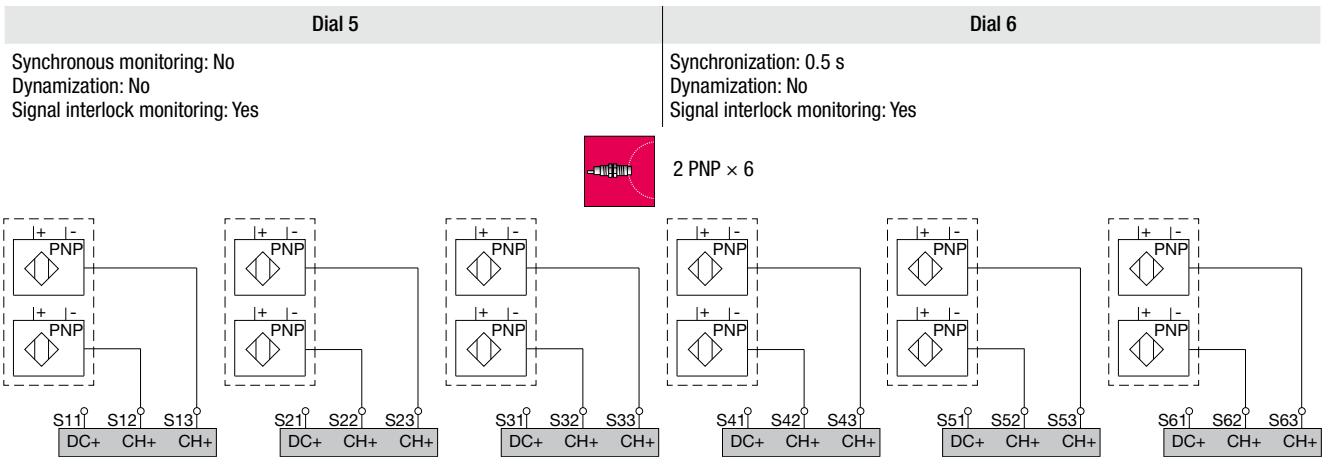 Dial 5
Dial 6
Synchronous monitoring: No
Dynamization: No
Signal interlock monitoring: Yes
Synchronization: 0.5 s
Dynamization: No
Signal interlock monitoring: Yes
2 PNP × 6
+ - + - + - + - + - + -
PNP PNP PNP PNP PNP PNP
+ - + - + - + - + - + -
PNP PNP PNP PNP PNP PNP
S11 S12 S13 S21 S22 S23 S31 S32 S33 S41 S42 S43 S51 S52 S53 S61 S62 S63
DC+ CH+ CH+ DC+ CH+ CH+ DC+ CH+ CH+ DC+ CH+ CH+ DC+ CH+ CH+ DC+ CH+ CH+